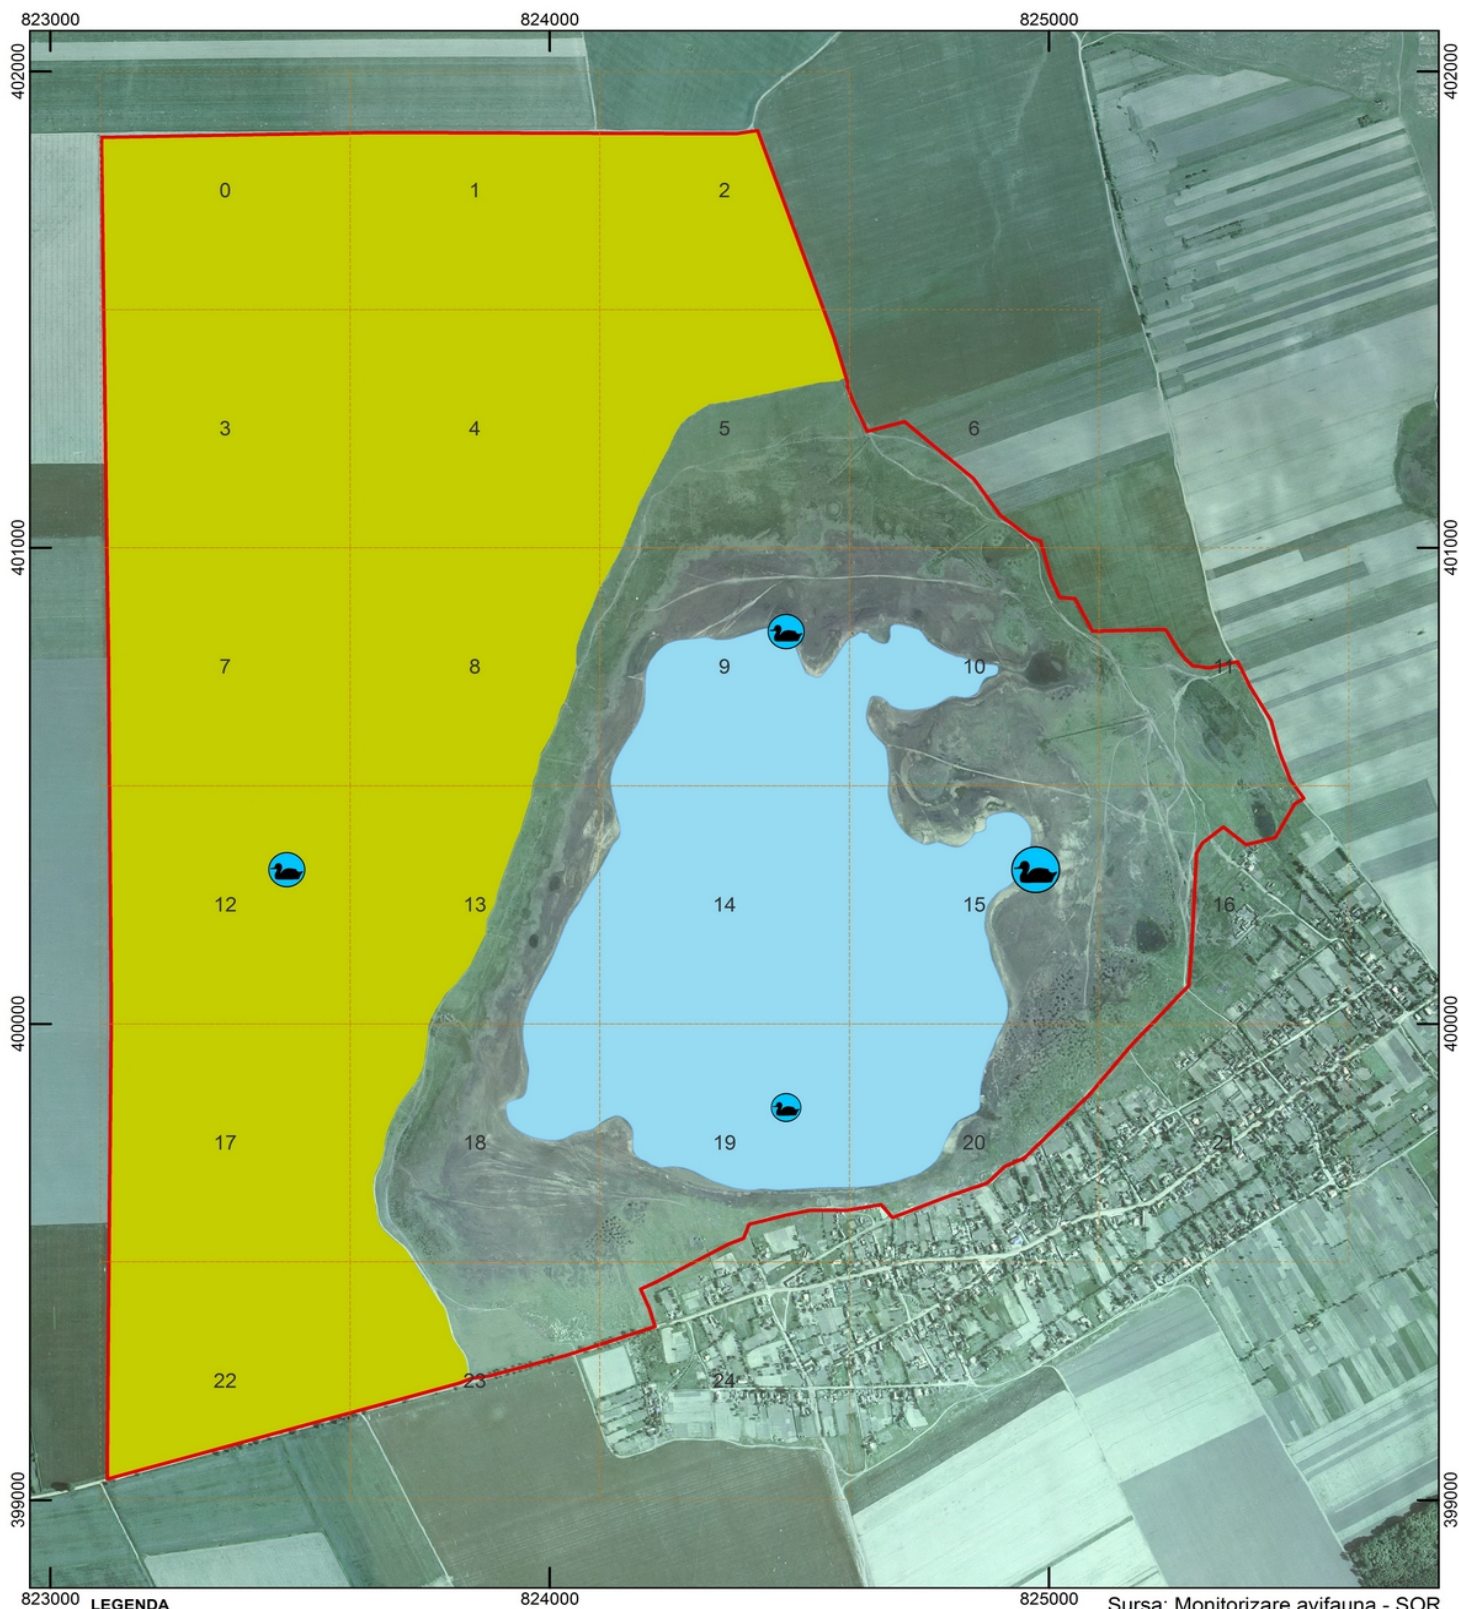 823000 824000 825000
402000 402000
0 1 2
3 4 5 6
401000 401000
7 8 9 10 11
12 13 14 15 16
400000 400000
17 18 19 20 21
22 23 24
399000 399000
823000 824000 825000
LEGENDA Sursa: Monitorizare avifauna - SOR